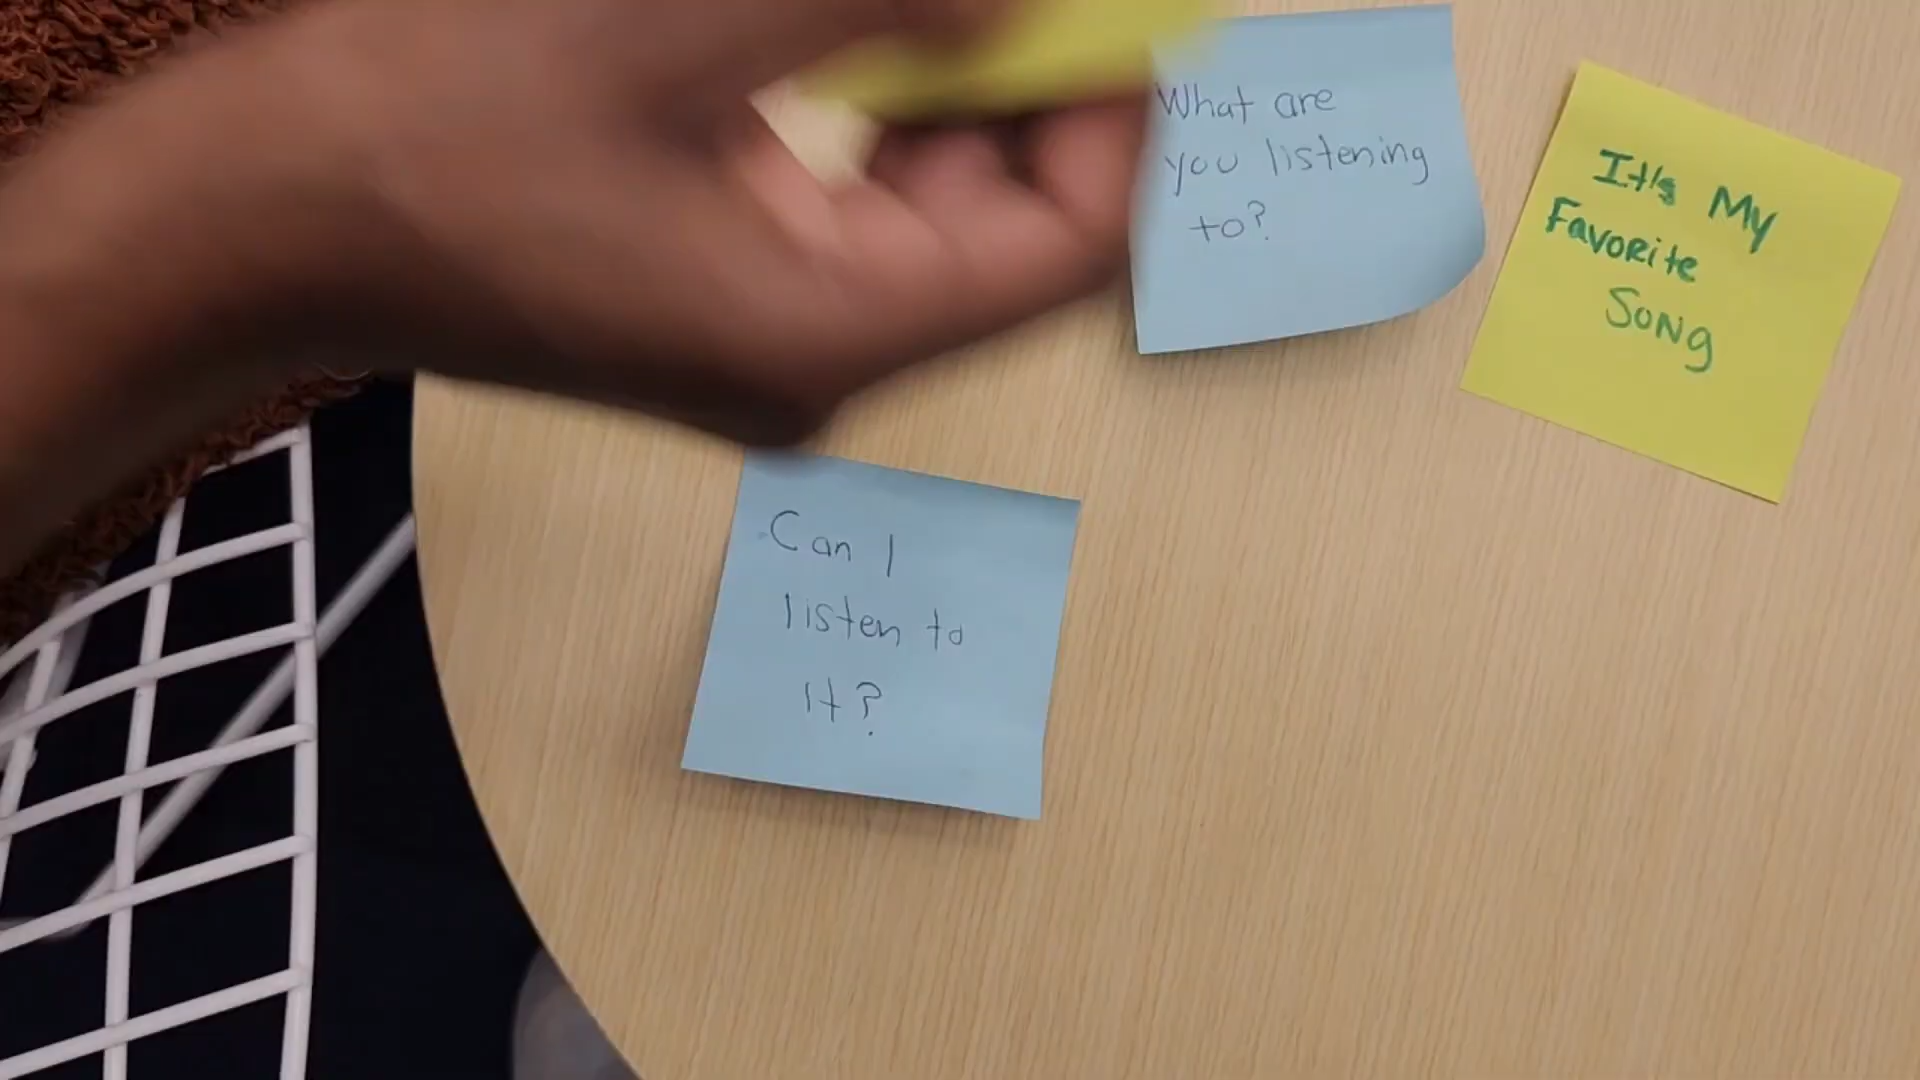 What are
you listening
to?
It's My
Favorite
Song
Can I
listen to
it?